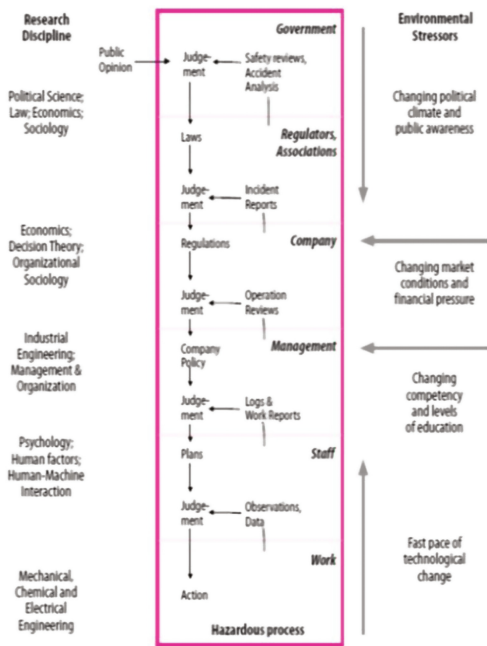 Research
Discipline
Government
Environmental
Stressors
Public
Opinion
Judge-
ment
Safety reviews,
Accident
Analysis
Political Science;
Law; Economics;
Sociology
Changing political
climate and
public awareness
Laws
Regulators,
Associations
Judge-
ment
Incident
Reports
Economics;
Decision Theory;
Organizational
Sociology
Regulations
Company
Changing market
conditions and
financial pressure
Judge-
ment
Operation
Reviews
Industrial
Engineering;
Management &
Organization
Company
Policy
Management
Changing
competency
and levels
of education
Judge-
ment
Logs &
Work Reports
Psychology;
Human factors;
Human-Machine
Interaction
Plans
Staff
Judge-
ment
Observations,
Data
Fast pace of
technological
change
Work
Mechanical,
Chemical and
Electrical
Engineering
Action
Hazardous process